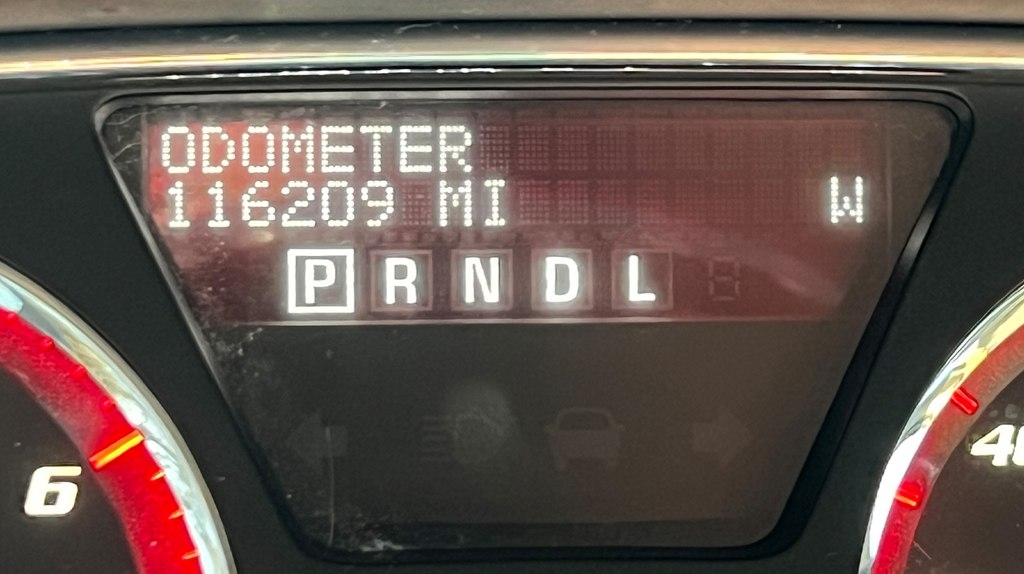 ODOMETER
116209 MI W
P R N D L
6
40